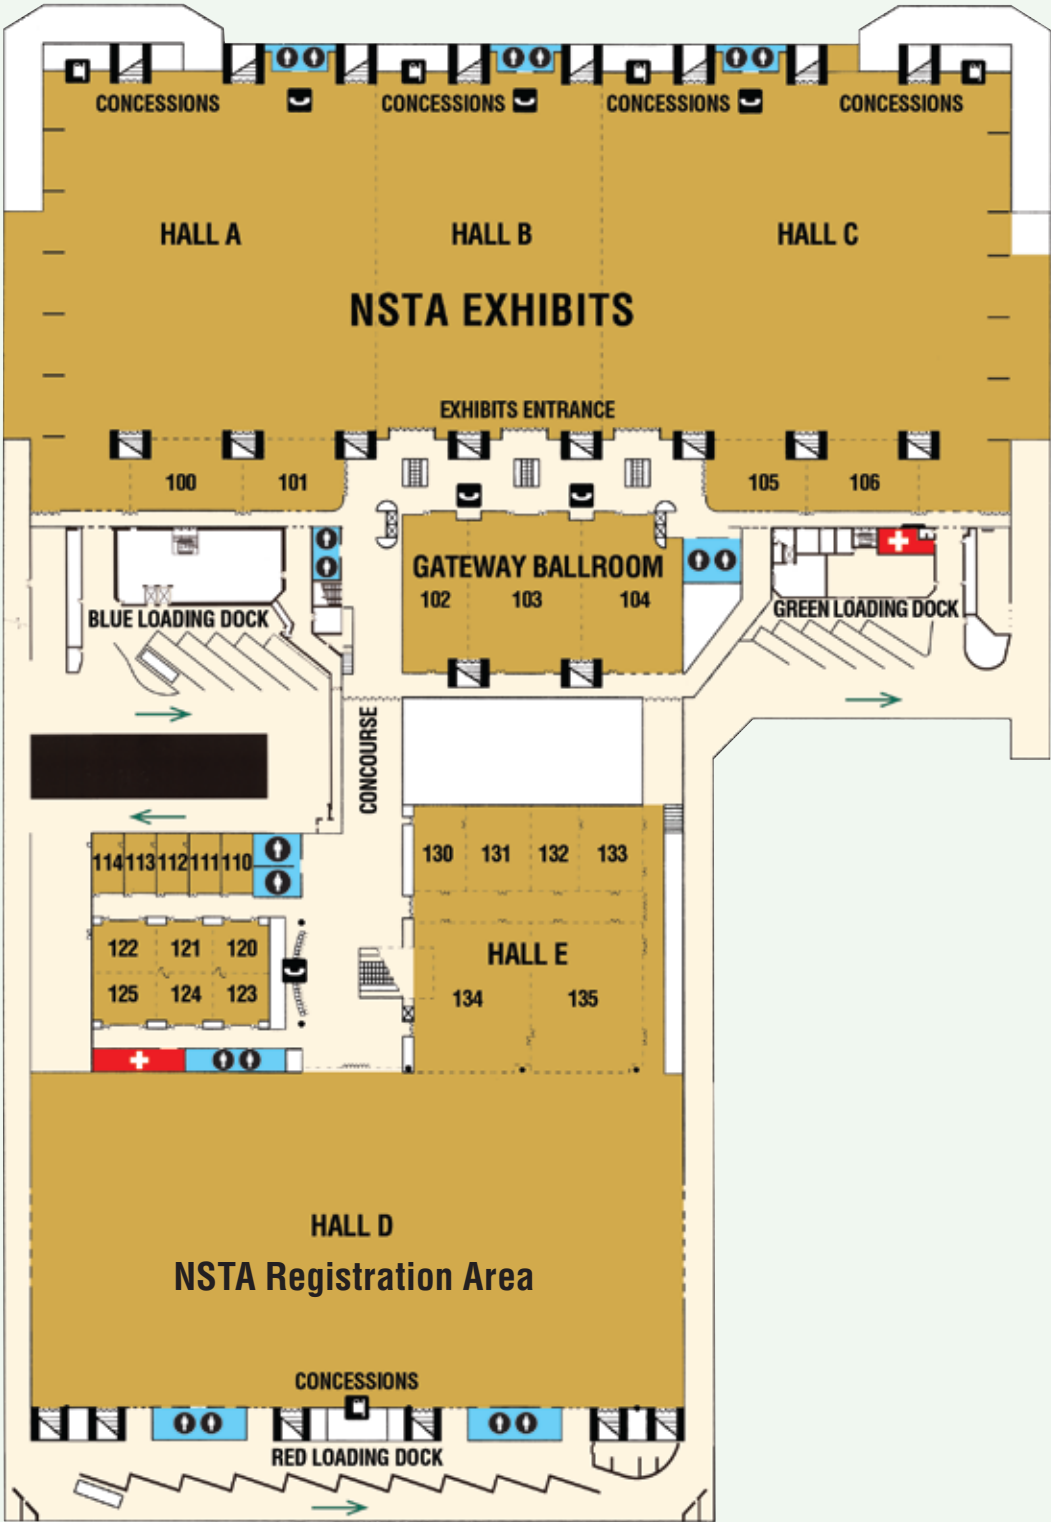 CONCESSIONS
CONCESSIONS
CONCESSIONS
CONCESSIONS
HALL A
HALL B
HALL C
NSTA EXHIBITS
EXHIBITS ENTRANCE
100
101
105
106
GATEWAY BALLROOM
102
103
104
BLUE LOADING DOCK
GREEN LOADING DOCK
CONCOURSE
114
113
112
111
110
130
131
132
133
122
121
120
125
124
123
HALL E
134
135
HALL D
NSTA Registration Area
CONCESSIONS
RED LOADING DOCK